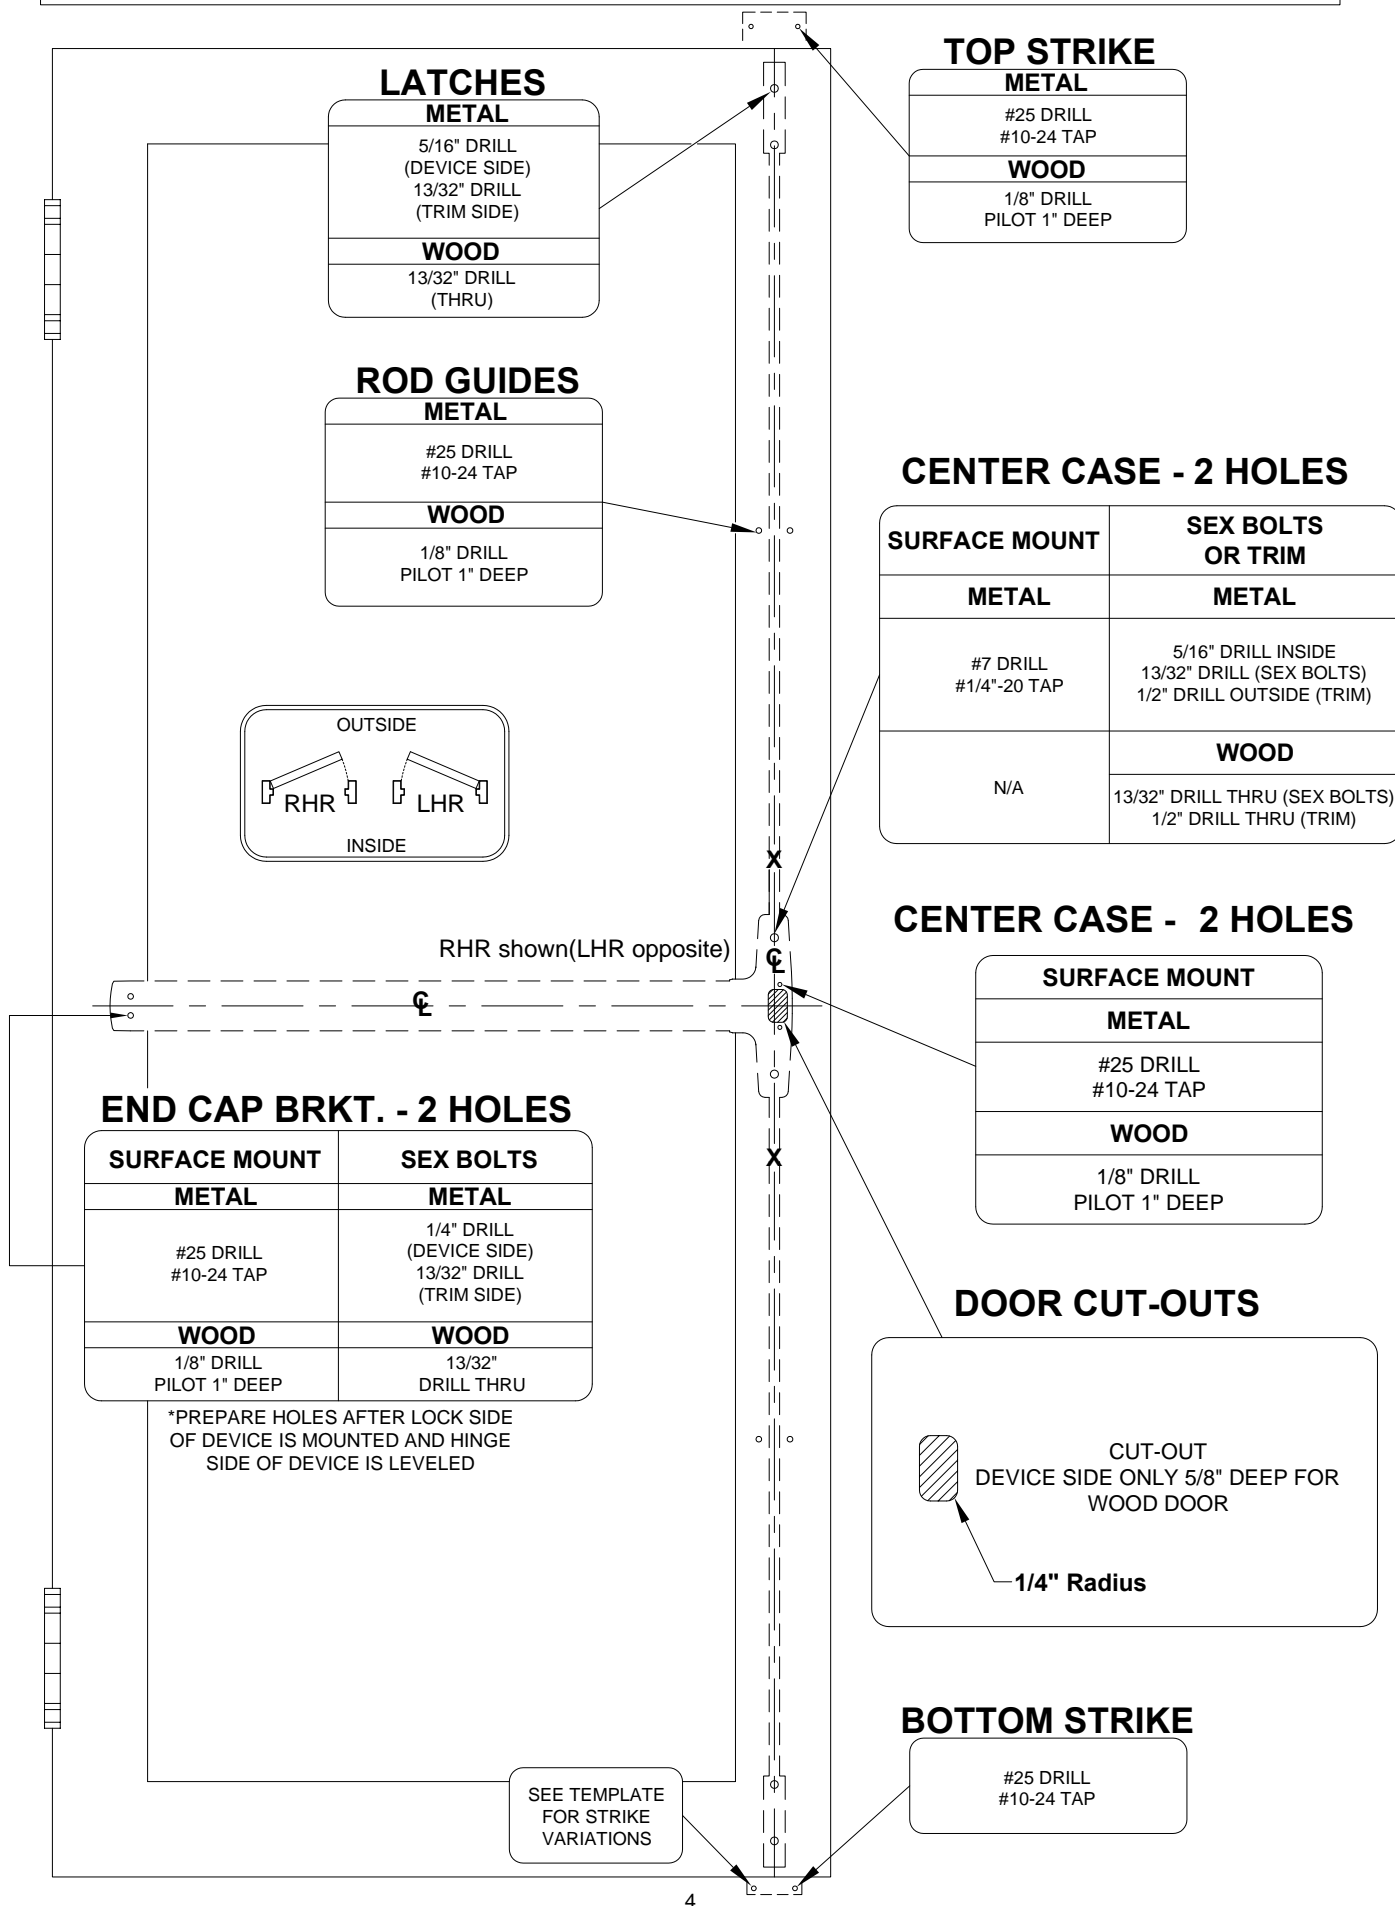 TOP STRIKE
METAL
#25 DRILL
#10-24 TAP
WOOD
1/8" DRILL
PILOT 1" DEEP
LATCHES
METAL
5/16" DRILL
(DEVICE SIDE)
13/32" DRILL
(TRIM SIDE)
WOOD
13/32" DRILL
(THRU)
ROD GUIDES
METAL
#25 DRILL
#10-24 TAP
WOOD
1/8" DRILL
PILOT 1" DEEP
CENTER CASE - 2 HOLES
SURFACE MOUNT
SEX BOLTS
OR TRIM
METAL
METAL
#7 DRILL
#1/4"-20 TAP
5/16" DRILL INSIDE
13/32" DRILL (SEX BOLTS)
1/2" DRILL OUTSIDE (TRIM)
N/A
WOOD
13/32" DRILL THRU (SEX BOLTS)
1/2" DRILL THRU (TRIM)
OUTSIDE
RHR
LHR
INSIDE
X
RHR shown(LHR opposite)
℄
℄
X
CENTER CASE - 2 HOLES
SURFACE MOUNT
METAL
#25 DRILL
#10-24 TAP
WOOD
1/8" DRILL
PILOT 1" DEEP
END CAP BRKT. - 2 HOLES
SURFACE MOUNT
SEX BOLTS
METAL
METAL
#25 DRILL
#10-24 TAP
1/4" DRILL
(DEVICE SIDE)
13/32" DRILL
(TRIM SIDE)
WOOD
WOOD
1/8" DRILL
PILOT 1" DEEP
13/32"
DRILL THRU
*PREPARE HOLES AFTER LOCK SIDE
OF DEVICE IS MOUNTED AND HINGE
SIDE OF DEVICE IS LEVELED
DOOR CUT-OUTS
CUT-OUT
DEVICE SIDE ONLY 5/8" DEEP FOR
WOOD DOOR
1/4" Radius
BOTTOM STRIKE
#25 DRILL
#10-24 TAP
SEE TEMPLATE
FOR STRIKE
VARIATIONS
4